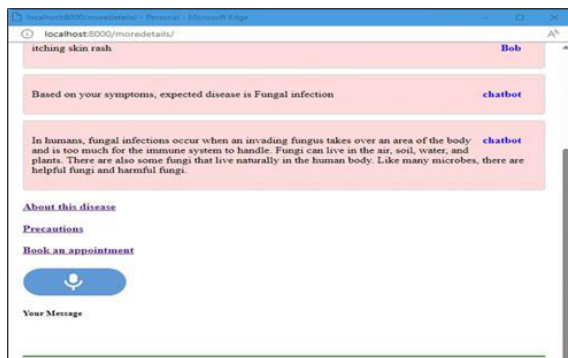 localhost:8000/moredetails/ - Personal - Microsoft Edge
localhost:8000/moredetails/
itching skin rash Bob
Based on your symptoms, expected disease is Fungal infection chatbot
In humans, fungal infections occur when an invading fungus takes over an area of the body chatbot
and is too much for the immune system to handle. Fungi can live in the air, soil, water, and
plants. There are also some fungi that live naturally in the human body. Like many microbes, there are
helpful fungi and harmful fungi.
About this disease
Precautions
Book an appointment
Your Message